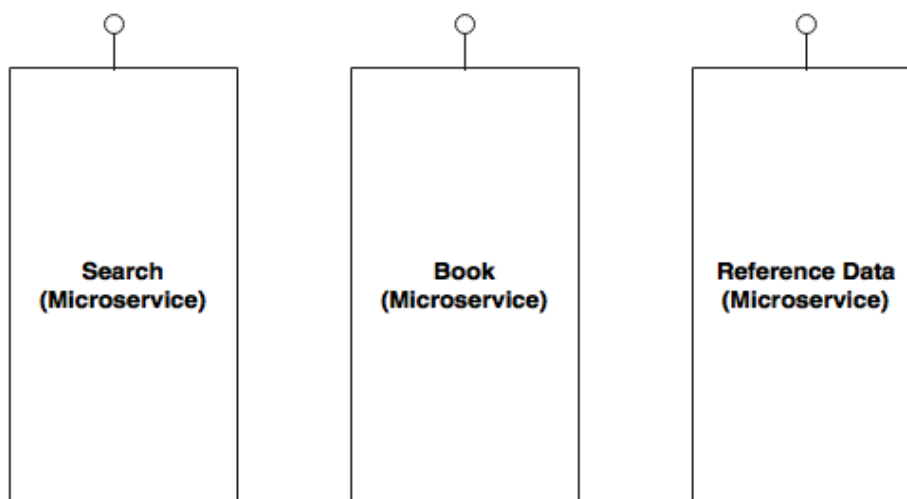 Search
(Microservice)
Book
(Microservice)
Reference Data
(Microservice)